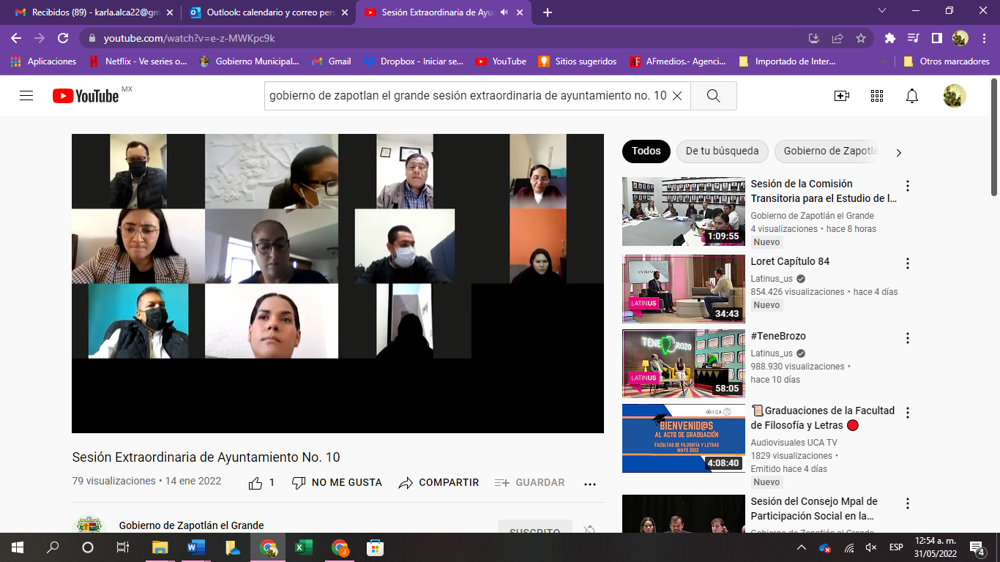 Recibidos (89) - karla.alca22@gm
Outlook: calendario y correo pers
Sesión Extraordinaria de Ayun
youtube.com/watch?v=e-z-MWKpc9k
Aplicaciones
Netflix - Ve series o...
Gobierno Municipal...
Gmail
Dropbox - Iniciar se...
YouTube
Sitios sugeridos
AFmedios.- Agenci...
Importado de Inter...
Otros marcadores
YouTube MX
gobierno de zapotlan el grande sesión extraordinaria de ayuntamiento no. 10
Todos
De tu búsqueda
Gobierno de Zapotlá
1:09:55
Sesión de la Comisión
Transitoria para el Estudio de l...
Gobierno de Zapotlán el Grande
4 visualizaciones • hace 8 horas
Nuevo
LATINUS
34:43
Loret Capítulo 84
Latinus_us
854.426 visualizaciones • hace 4 días
Nuevo
TENE BROZO
LATINUS
58:05
#TeneBrozo
Latinus_us
988.930 visualizaciones •
hace 10 días
UCA
BIENVENID@S
AL ACTO DE GRADUACIÓN
FACULTAD DE FILOSOFÍA Y LETRAS
MAYO 2022
4:08:40
📜Graduaciones de la Facultad
de Filosofía y Letras 🔴
Audiovisuales UCA TV
1829 visualizaciones •
Emitido hace 4 días
Nuevo
Sesión del Consejo Mpal de
Participación Social en la...
Gobierno de Zapotlán el Grande
Sesión Extraordinaria de Ayuntamiento No. 10
79 visualizaciones • 14 ene 2022
1
NO ME GUSTA
COMPARTIR
GUARDAR
Gobierno de Zapotlán el Grande
SUSCRITO
ESP
12:54 a. m.
31/05/2022
4